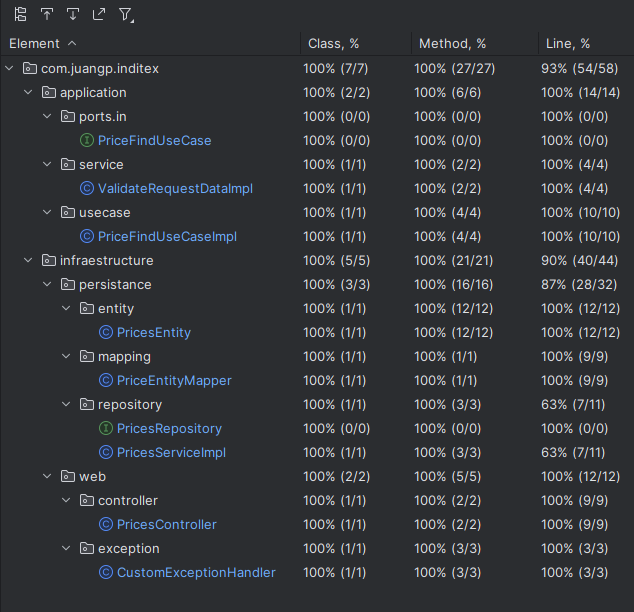 Element Class, % Method, % Line, %
com.juangp.inditex 100% (7/7) 100% (27/27) 93% (54/58)
application 100% (2/2) 100% (6/6) 100% (14/14)
ports.in 100% (0/0) 100% (0/0) 100% (0/0)
PriceFindUseCase 100% (0/0) 100% (0/0) 100% (0/0)
service 100% (1/1) 100% (2/2) 100% (4/4)
ValidateRequestDataImpl 100% (1/1) 100% (2/2) 100% (4/4)
usecase 100% (1/1) 100% (4/4) 100% (10/10)
PriceFindUseCaseImpl 100% (1/1) 100% (4/4) 100% (10/10)
infraestructure 100% (5/5) 100% (21/21) 90% (40/44)
persistance 100% (3/3) 100% (16/16) 87% (28/32)
entity 100% (1/1) 100% (12/12) 100% (12/12)
PricesEntity 100% (1/1) 100% (12/12) 100% (12/12)
mapping 100% (1/1) 100% (1/1) 100% (9/9)
PriceEntityMapper 100% (1/1) 100% (1/1) 100% (9/9)
repository 100% (1/1) 100% (3/3) 63% (7/11)
PricesRepository 100% (0/0) 100% (0/0) 100% (0/0)
PricesServiceImpl 100% (1/1) 100% (3/3) 63% (7/11)
web 100% (2/2) 100% (5/5) 100% (12/12)
controller 100% (1/1) 100% (2/2) 100% (9/9)
PricesController 100% (1/1) 100% (2/2) 100% (9/9)
exception 100% (1/1) 100% (3/3) 100% (3/3)
CustomExceptionHandler 100% (1/1) 100% (3/3) 100% (3/3)